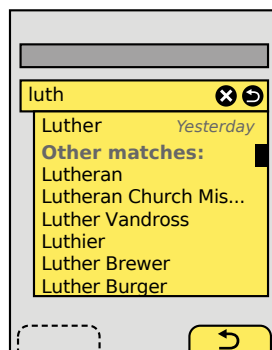 luth
Luther Yesterday
Other matches:
Lutheran
Lutheran Church Mis...
Luther Vandross
Luthier
Luther Brewer
Luther Burger